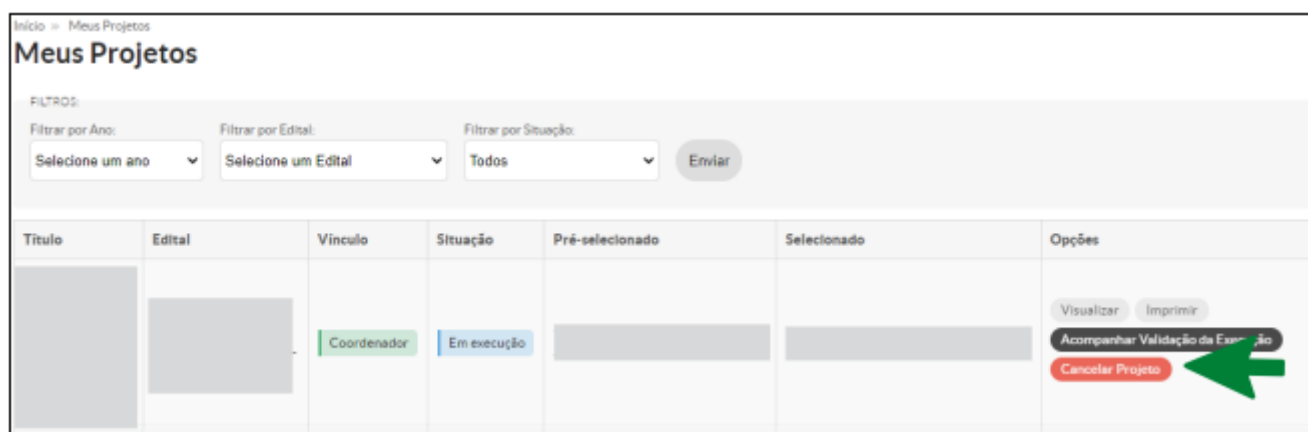 Início » Meus Projetos
Meus Projetos
FILTROS:
Filtrar por Ano: Filtrar por Edital: Filtrar por Situação:
Selecione um ano Selecione um Edital Todos Enviar
Título Edital Vínculo Situação Pré-selecionado Selecionado Opções
Visualizar Imprimir
Coordenador Em execução Acompanhar Validação da
Cancelar Projeto